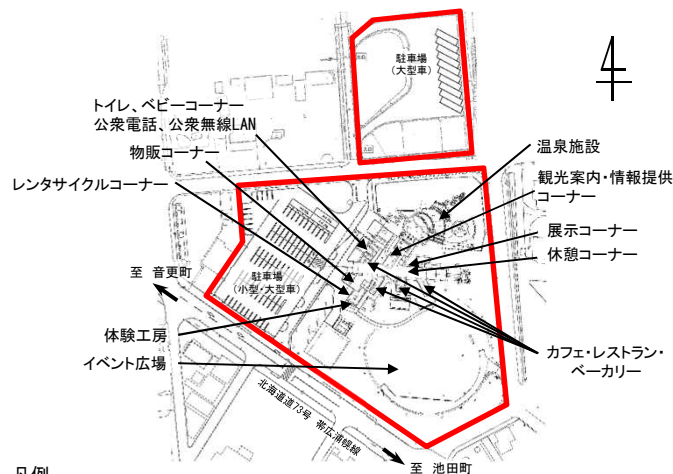 駐車場
（大型車）
トイレ、ベビーコーナー
公衆電話、公衆無線LAN
物販コーナー
レンタサイクルコーナー
温泉施設
観光案内・情報提供
コーナー
展示コーナー
休憩コーナー
至 音更町
駐車場
（小型・大型車）
体験工房
イベント広場
カフェ・レストラン・
ベーカリー
北海道道73号 帯広浦幌線
至 池田町
凡例